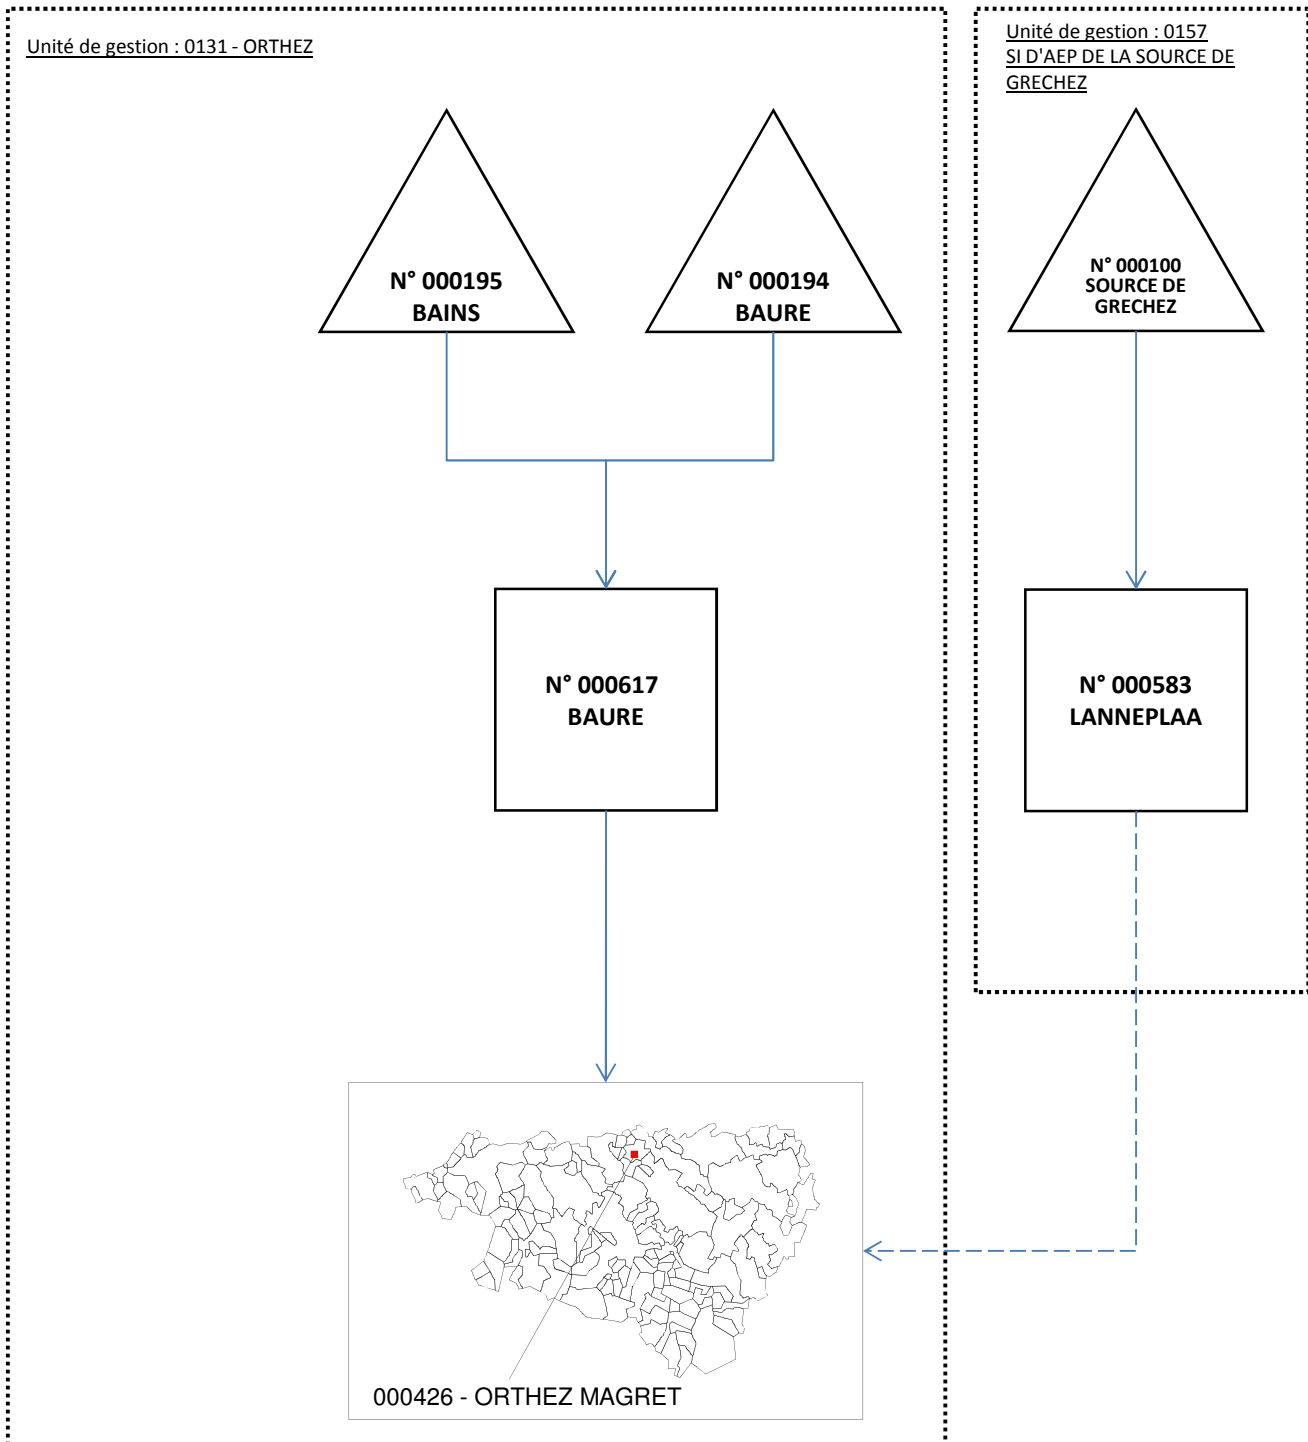 Unité de gestion : 0131 - ORTHEZ
Unité de gestion : 0157
SI D'AEP DE LA SOURCE DE
GRECHEZ
N° 000195
BAINS
N° 000194
BAURE
N° 000100
SOURCE DE
GRECHEZ
N° 000617
BAURE
N° 000583
LANNEPLAA
000426 - ORTHEZ MAGRET